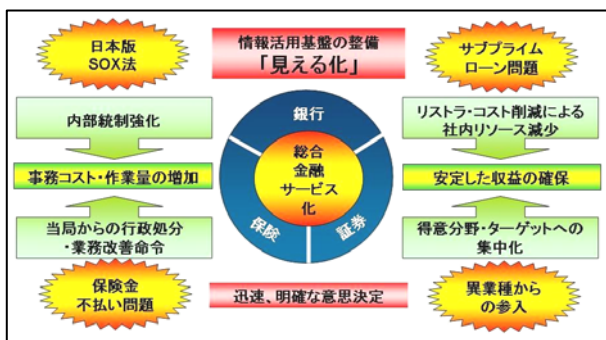 日本版
SOX法
情報活用基盤の整備
「見える化」
サブプライム
ローン問題
内部統制強化
事務コスト・作業量の増加
当局からの行政処分
・業務改善命令
保険金
不払い問題
銀行
総合
金融
サービス
化
保険
証券
迅速、明確な意思決定
リストラ・コスト削減による
社内リソース減少
安定した収益の確保
得意分野・ターゲットへの
集中化
異業種から
の参入